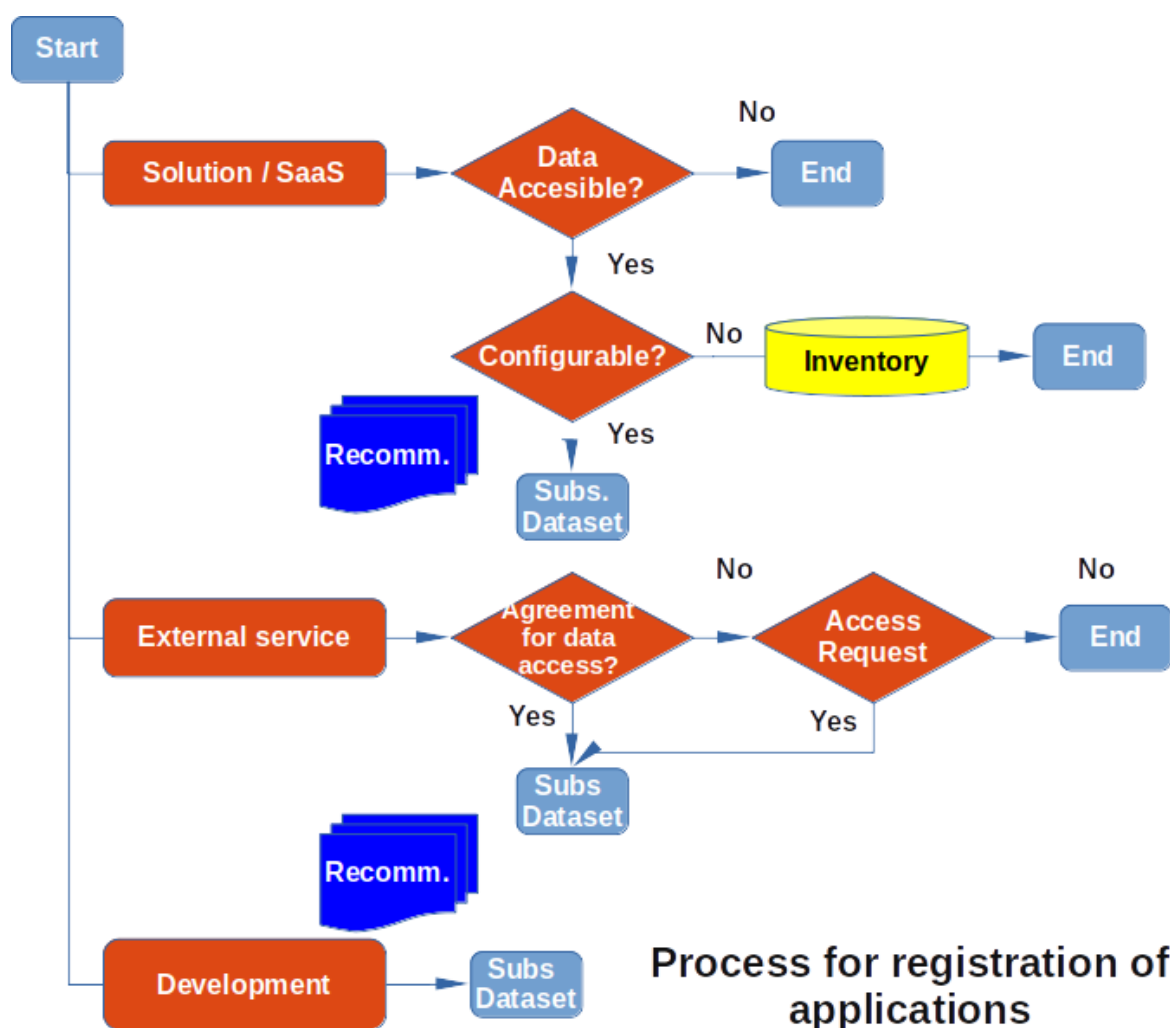 Start
No
Solution / SaaS
Data
Accesible?
End
Yes
Configurable?
No
Inventory
End
Recomm.
Yes
Subs.
Dataset
External service
Agreement
for data
access?
No
Access
Request
No
End
Yes
Yes
Subs
Dataset
Recomm.
Development
Subs
Dataset
Process for registration of
applications